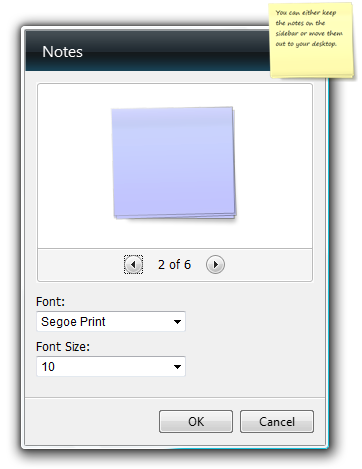 You can either keep
the notes on the
sidebar or move them
out to your desktop.
Notes
2 of 6
Font:
Segoe Print
Font Size:
10
OK
Cancel